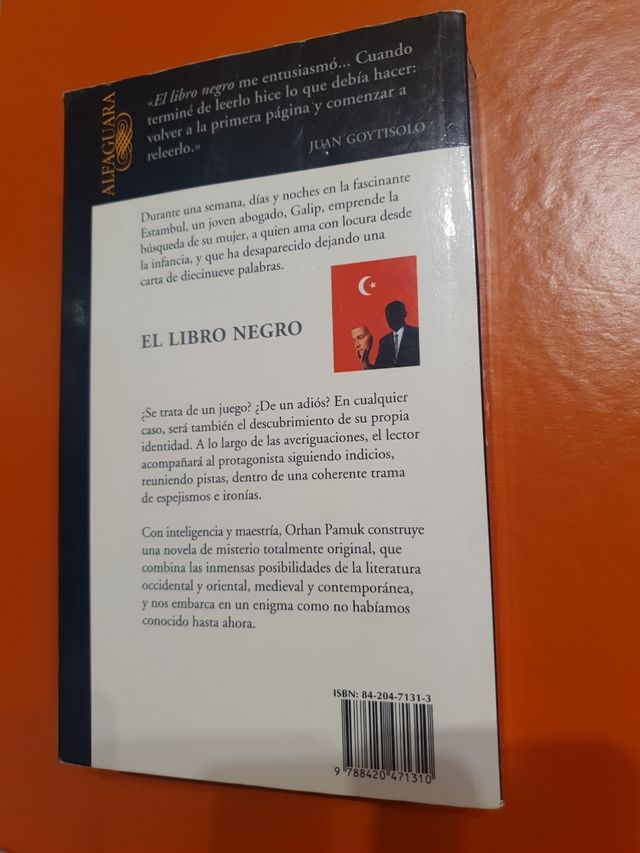 ALFAGUARA
«El libro negro me entusiasmó... Cuando
terminé de leerlo hice lo que debía hacer:
volver a la primera página y comenzar a
releerlo.»
JUAN GOYTISOLO
Durante una semana, días y noches en la fascinante
Estambul, un joven abogado, Galip, emprende la
búsqueda de su mujer, a quien ama con locura desde
la infancia, y que ha desaparecido dejando una
carta de diecinueve palabras.
EL LIBRO NEGRO
¿Se trata de un juego? ¿De un adiós? En cualquier
caso, será también el descubrimiento de su propia
identidad. A lo largo de las averiguaciones, el lector
acompañará al protagonista siguiendo indicios,
reuniendo pistas, dentro de una coherente trama
de espejismos e ironías.
Con inteligencia y maestría, Orhan Pamuk construye
una novela de misterio totalmente original, que
combina las inmensas posibilidades de la literatura
occidental y oriental, medieval y contemporánea,
y nos embarca en un enigma como no habíamos
conocido hasta ahora.
ISBN: 84-204-7131-3
9 788420 471310